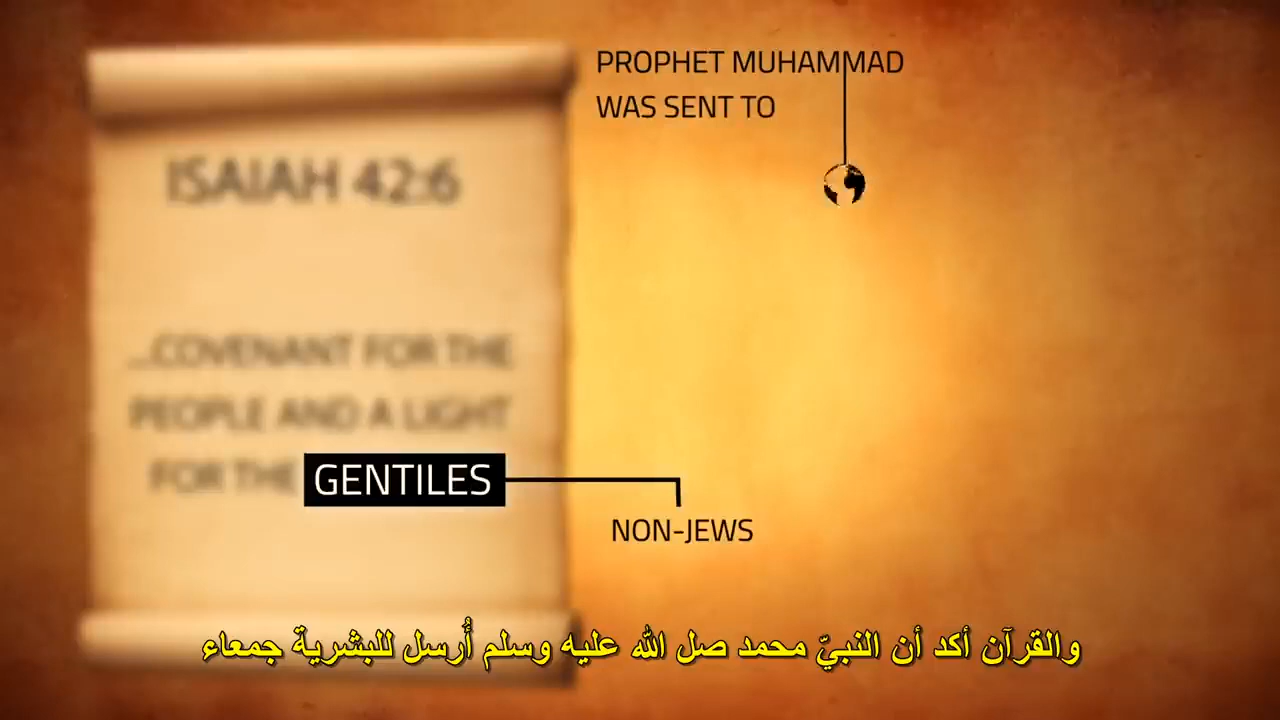 PROPHET MUHAMMAD
WAS SENT TO
ISAIAH 42:6
...COVENANT FOR THE
PEOPLE AND A LIGHT
FOR THE GENTILES
NON-JEWS
والقرآن أكد أن النبيّ محمد صل الله عليه وسلم أُرسل للبشرية جمعاء